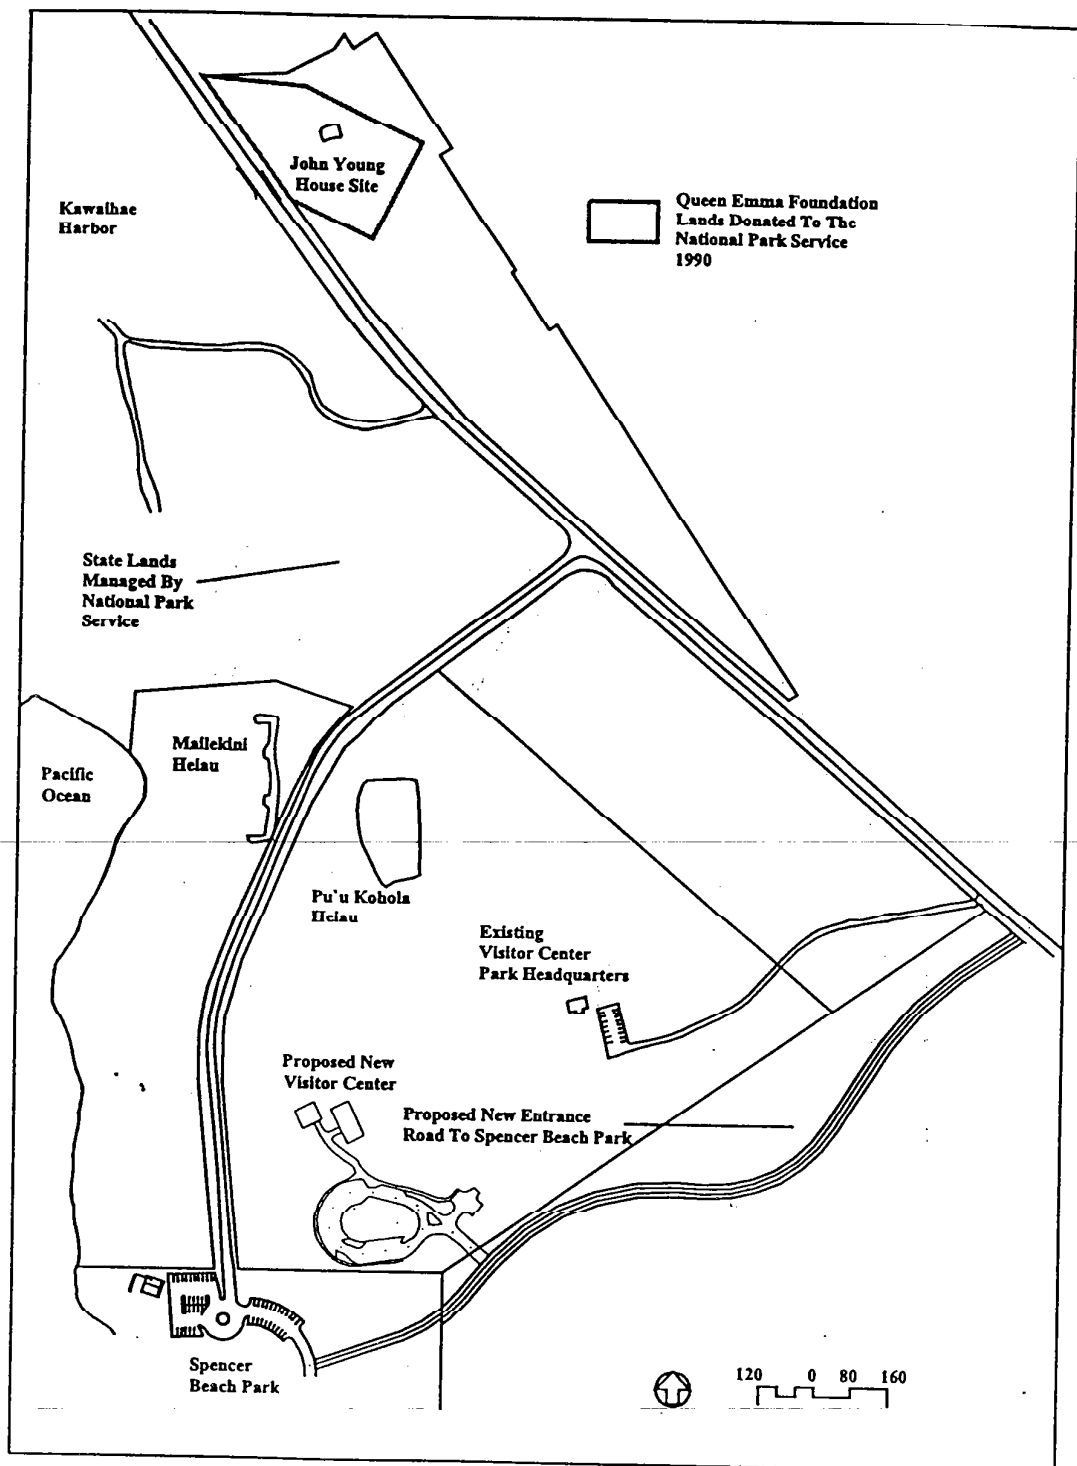 John Young
House Site
Kawaihae
Harbor
Queen Emma Foundation
Lands Donated To The
National Park Service
1990
State Lands
Managed By
National Park
Service
Mailekini
Heiau
Pacific
Ocean
Pu'u Kohola
Heiau
Existing
Visitor Center
Park Headquarters
Proposed New
Visitor Center
Proposed New Entrance
Road To Spencer Beach Park
Spencer
Beach Park
120 0 80 160